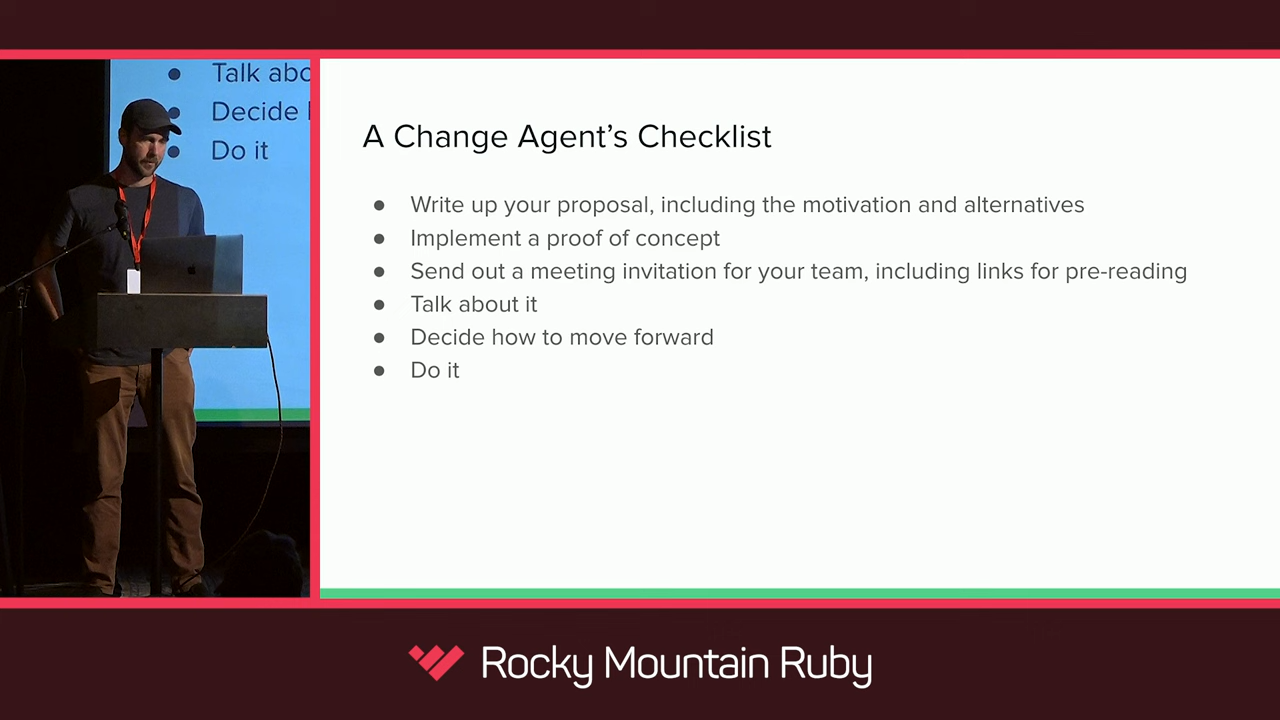 Talk abo
Decide
Do it
A Change Agent's Checklist
● Write up your proposal, including the motivation and alternatives
● Implement a proof of concept
● Send out a meeting invitation for your team, including links for pre-reading
● Talk about it
● Decide how to move forward
● Do it
Rocky Mountain Ruby